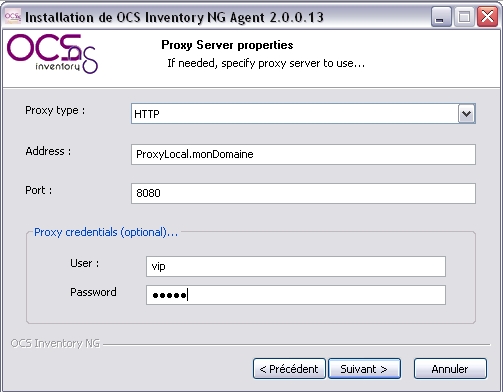 Installation de OCS Inventory NG Agent 2.0.0.13
OCS ng
inventory
Proxy Server properties
If needed, specify proxy server to use...
Proxy type :
HTTP
Address :
ProxyLocal.monDomaine
Port :
8080
Proxy credentials (optional)...
User :
vip
Password
●●●●●
OCS Inventory NG
< Précédent
Suivant >
Annuler